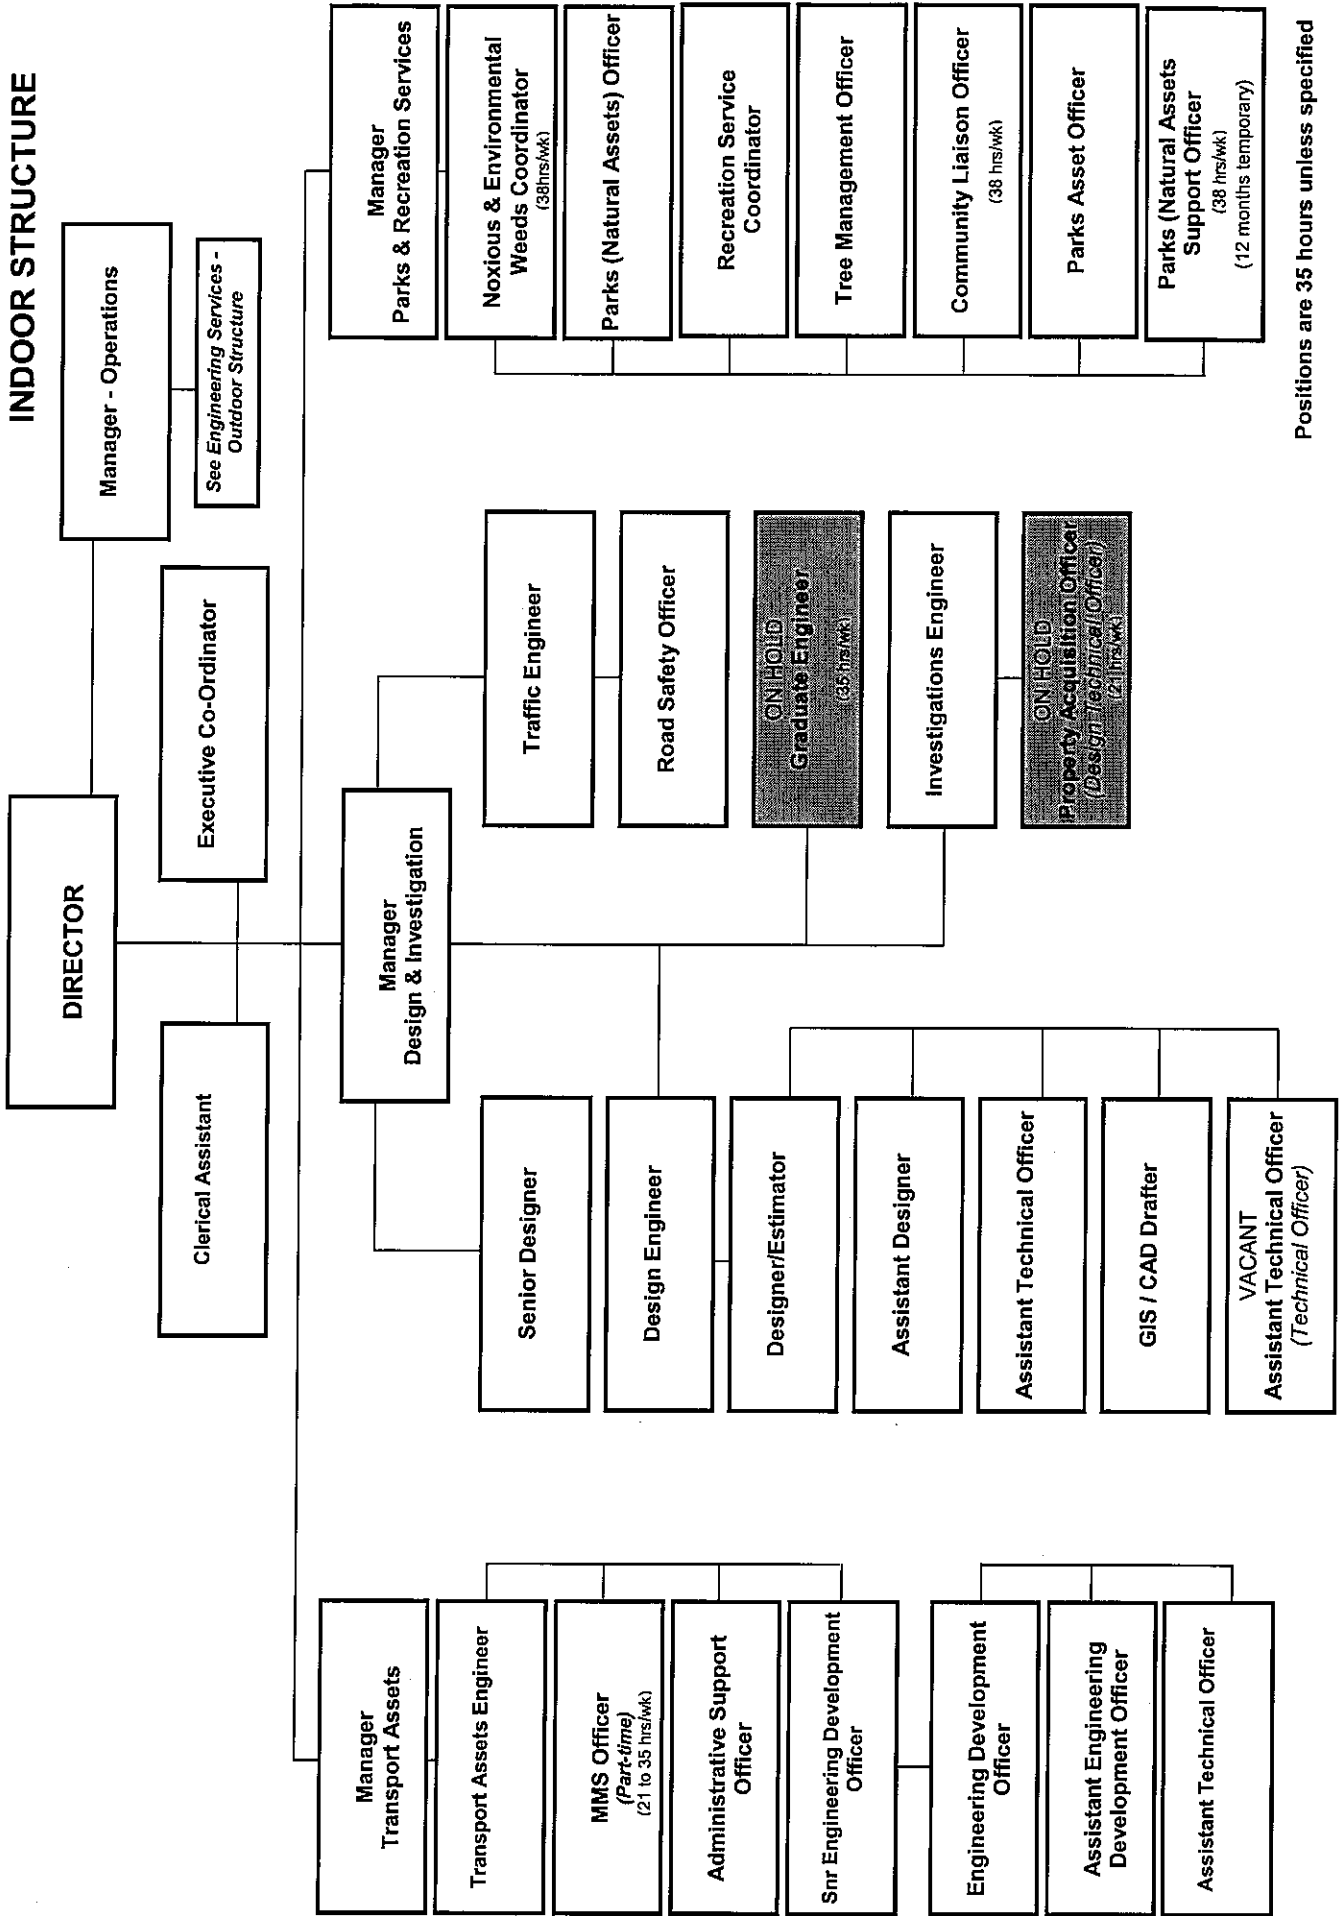 INDOOR STRUCTURE
DIRECTOR
Manager - Operations
See Engineering Services -
Outdoor Structure
Clerical Assistant
Executive Co-Ordinator
Manager
Transport Assets
Transport Assets Engineer
MMS Officer
(Part-time)
(21 to 35 hrs/wk)
Administrative Support
Officer
Snr Engineering Development
Officer
Engineering Development
Officer
Assistant Engineering
Development Officer
Assistant Technical Officer
Manager
Design & Investigation
Senior Designer
Design Engineer
Designer/Estimator
Assistant Designer
Assistant Technical Officer
GIS / CAD Drafter
VACANT
Assistant Technical Officer
(Technical Officer)
Traffic Engineer
Road Safety Officer
ON HOLD
Graduate Engineer
(35 hrs/wk)
Investigations Engineer
ON HOLD
Property Acquisition Officer
(Design Technical Officer)
(21 hrs/wk)
Manager
Parks & Recreation Services
Noxious & Environmental
Weeds Coordinator
(38hrs/wk)
Parks (Natural Assets) Officer
Recreation Service
Coordinator
Tree Management Officer
Community Liaison Officer
(38 hrs/wk)
Parks Asset Officer
Parks (Natural Assets
Support Officer
(38 hrs/wk)
(12 months temporary)
Positions are 35 hours unless specified